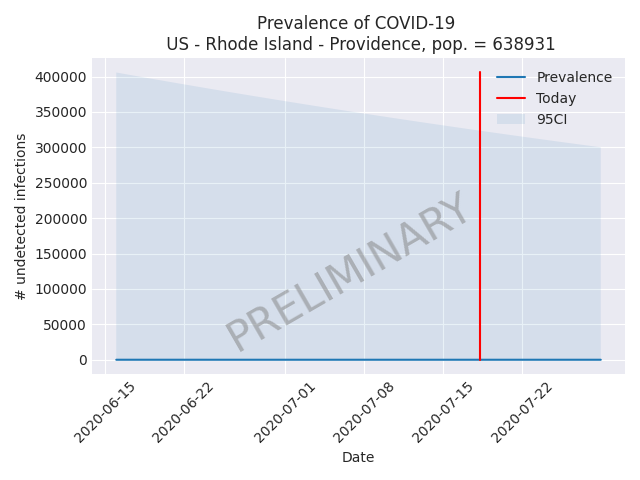 Prevalence of COVID-19
US - Rhode Island - Providence, pop. = 638931
# undetected infections
400000
350000
300000
250000
200000
150000
100000
50000
0
Prevalence
Today
95CI
PRELIMINARY
2020-06-15
2020-06-22
2020-07-01
2020-07-08
2020-07-15
2020-07-22
Date